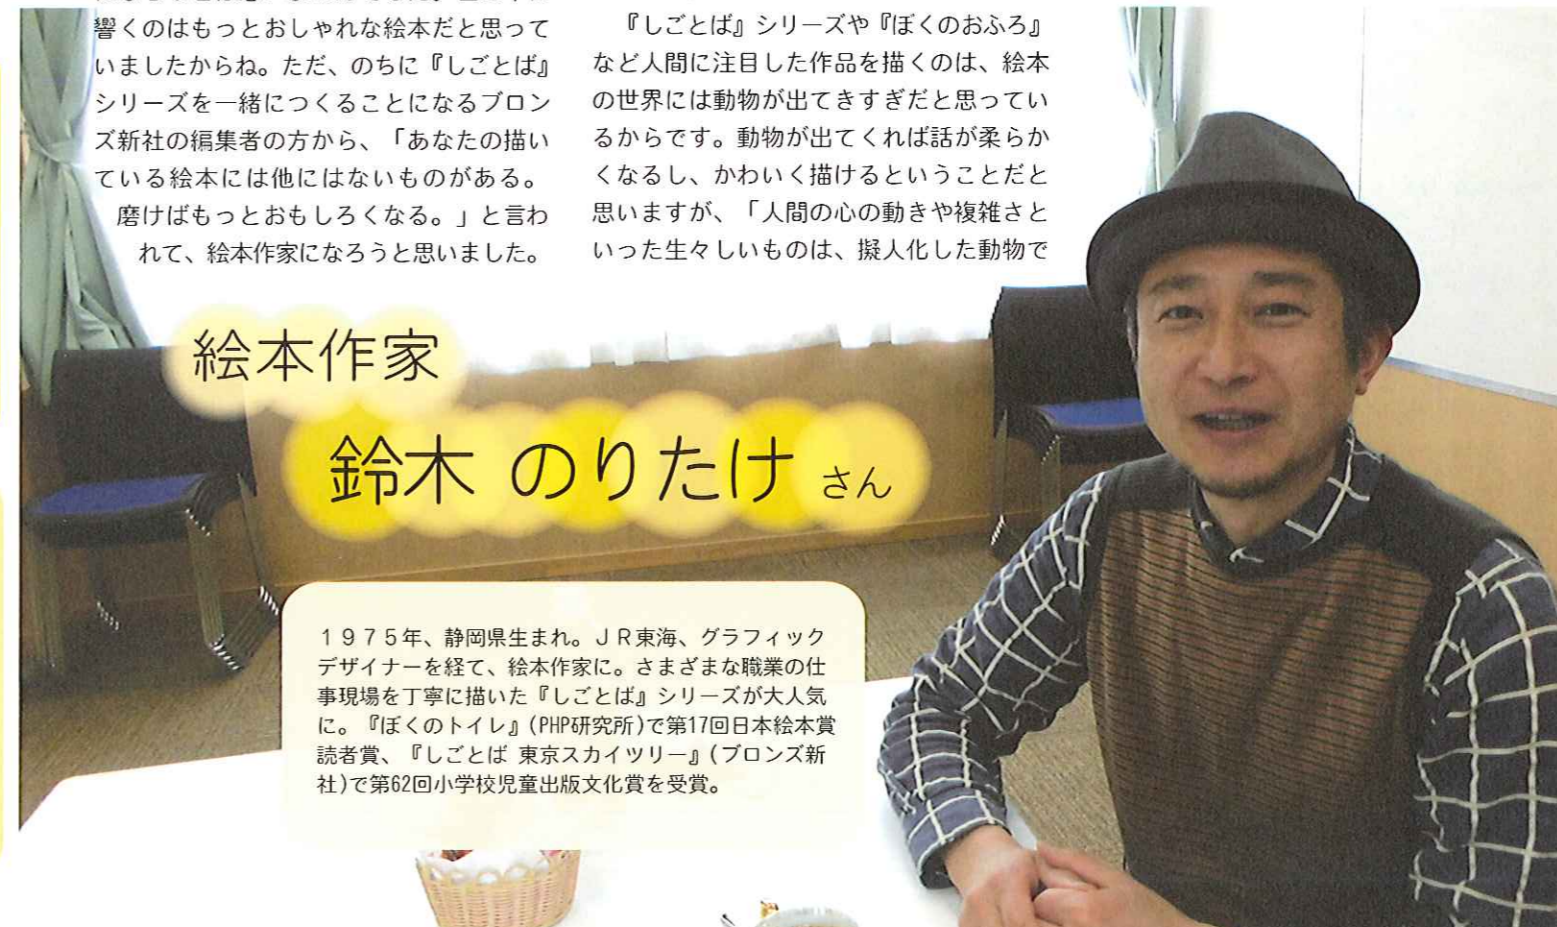 響くのはもっとおしゃれな絵本だと思って
いましたからね。ただ、のちに『しごとば』
シリーズを一緒につくることになるブロン
ズ新社の編集者の方から、「あなたの描い
ている絵本には他にはないものがある。
磨けばもっとおもしろくなる。」と言わ
れて、絵本作家になろうと思いました。
『しごとば』シリーズや『ぼくのおふろ』
など人間に注目した作品を描くのは、絵本
の世界には動物が出てきすぎだと思ってい
るからです。動物が出てくれば話が柔らか
くなるし、かわいく描けるということだと
思いますが、「人間の心の動きや複雑さと
いった生々しいものは、擬人化した動物で
絵本作家
鈴木 のりたけ さん
1975年、静岡県生まれ。JR東海、グラフィック
デザイナーを経て、絵本作家に。さまざまな職業の仕
事現場を丁寧に描いた『しごとば』シリーズが大人気
に。『ぼくのトイレ』(PHP研究所)で第17回日本絵本賞
読者賞、『しごとば 東京スカイツリー』(ブロンズ新
社)で第62回小学校児童出版文化賞を受賞。